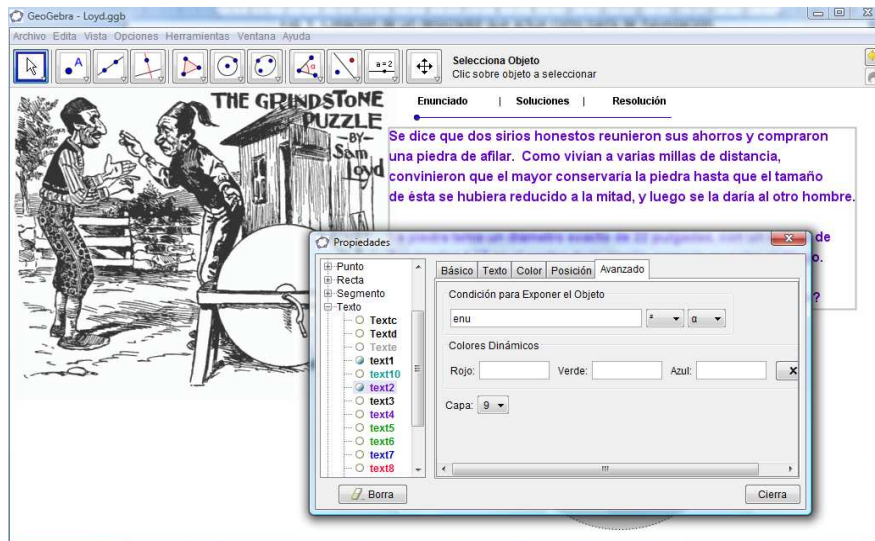 GeoGebra - Loyd.ggb
Archivo Edita Vista Opciones Herramientas Ventana Ayuda
A
α
a = 2
Selecciona Objeto
Clic sobre objeto a seleccionar
THE GRINDSTONE
PUZZLE
-BY-
Sam
Loyd
Enunciado | Soluciones | Resolución
Se dice que dos sirios honestos reunieron sus ahorros y compraron
una piedra de afilar. Como vivían a varias millas de distancia,
convinieron que el mayor conservaría la piedra hasta que el tamaño
de ésta se hubiera reducido a la mitad, y luego se la daría al otro hombre.
de
o.
?
Propiedades
Punto
Recta
Segmento
Texto
Textc
Textd
Texte
text1
text10
text2
text3
text4
text5
text6
text7
text8
Básico Texto Color Posición Avanzado
Condición para Exponer el Objeto
enu ² α
Colores Dinámicos
Rojo: Verde: Azul:
Capa: 9
Borra
Cierra